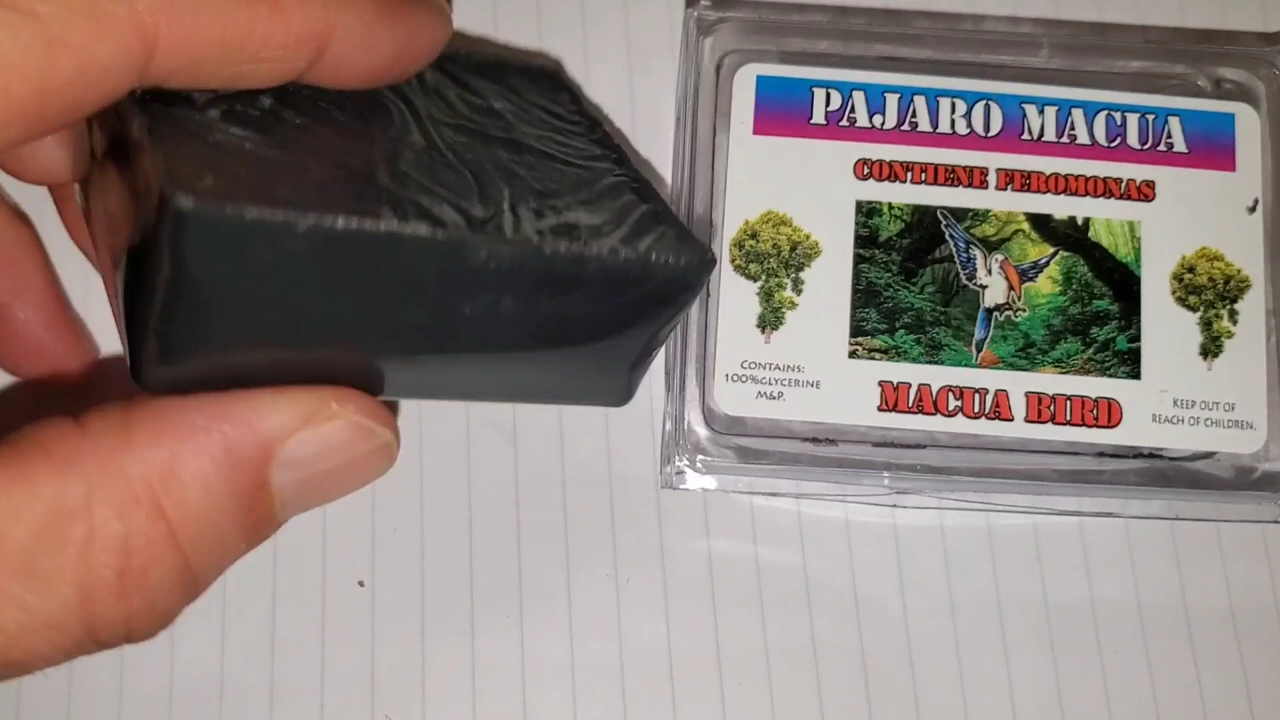 PAJARO MACUA
CONTIENE FEROMONAS
CONTAINS:
100%GLYCERINE
M&P.
MACUA BIRD
KEEP OUT OF
REACH OF CHILDREN.